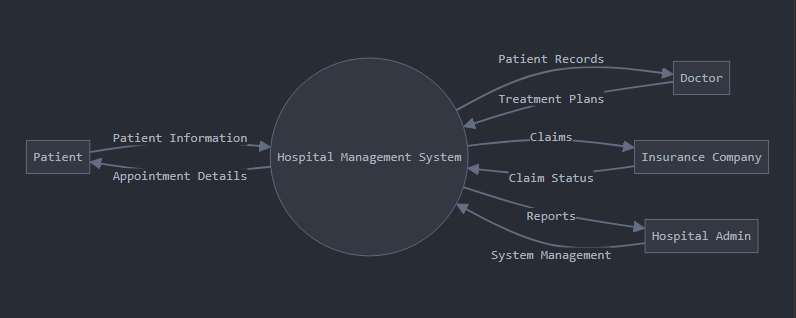 Patient Records
Doctor
Treatment Plans
Patient Information
Claims
Patient
Hospital Management System
Insurance Company
Appointment Details
Claim Status
Reports
Hospital Admin
System Management